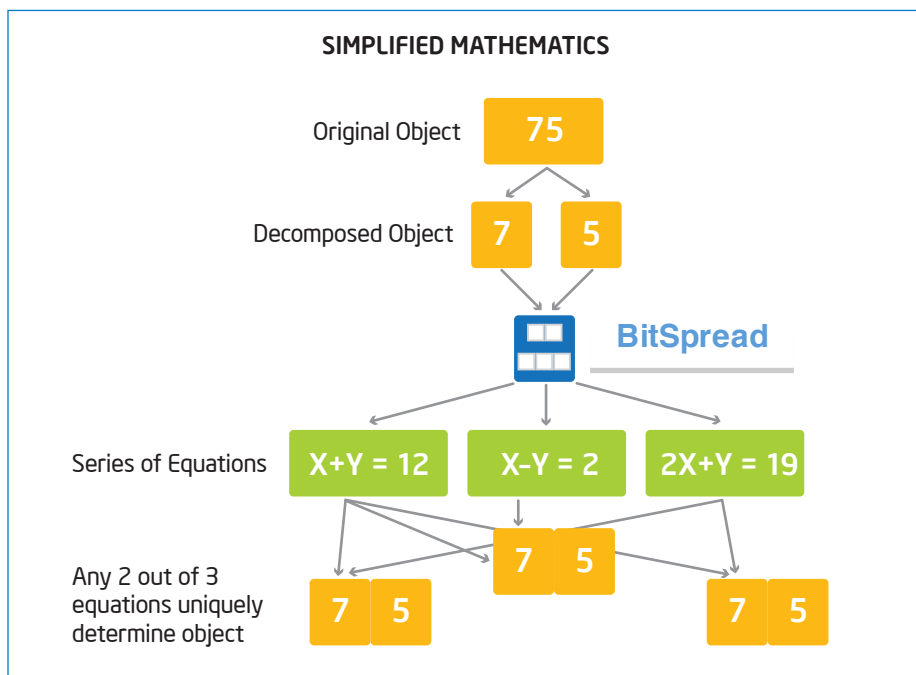 SIMPLIFIED MATHEMATICS
Original Object
75
Decomposed Object
7
5
BitSpread
Series of Equations
X+Y = 12
X–Y = 2
2X+Y = 19
7
5
Any 2 out of 3
equations uniquely
determine object
7
5
7
5